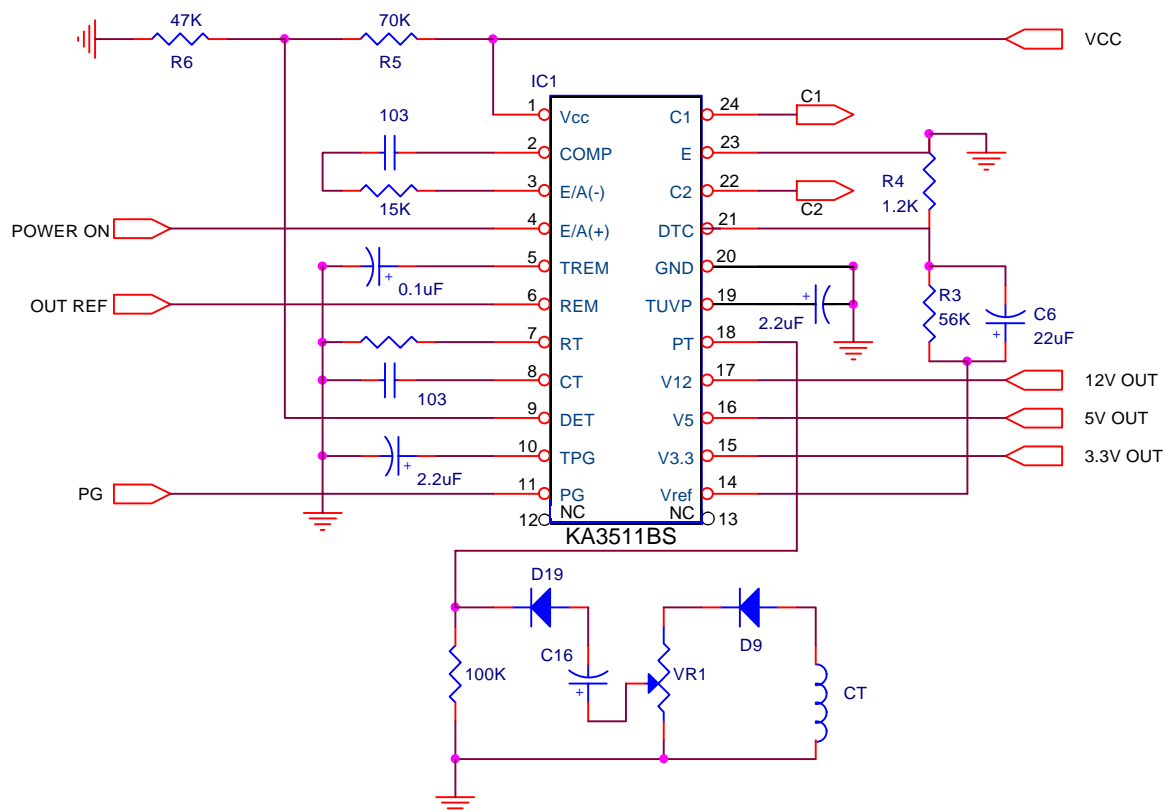 47K
R6
70K
R5
VCC
IC1
1 Vcc
2 COMP
3 E/A(-)
4 E/A(+)
5 TREM
6 REM
7 RT
8 CT
9 DET
10 TPG
11 PG
12 NC
24 C1
23 E
22 C2
21 DTC
20 GND
19 TUVP
18 PT
17 V12
16 V5
15 V3.3
14 Vref
13 NC
KA3511BS
103
15K
POWER ON
+
0.1uF
OUT REF
103
+
2.2uF
PG
C1
C2
R4
1.2K
+
2.2uF
R3
56K
C6
+
22uF
12V OUT
5V OUT
3.3V OUT
D19
C16
+
100K
VR1
D9
CT